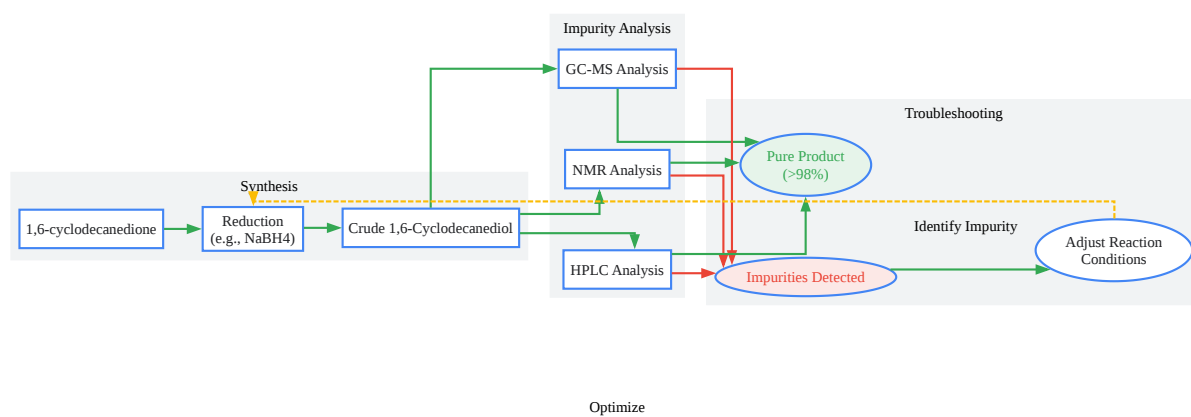 Impurity Analysis
GC-MS Analysis
Troubleshooting
Pure Product
(>98%)
NMR Analysis
Synthesis
1,6-cyclodecanedione
Reduction
(e.g., NaBH4)
Crude 1,6-Cyclodecanediol
Identify Impurity
Adjust Reaction
Conditions
HPLC Analysis
Impurities Detected
Optimize